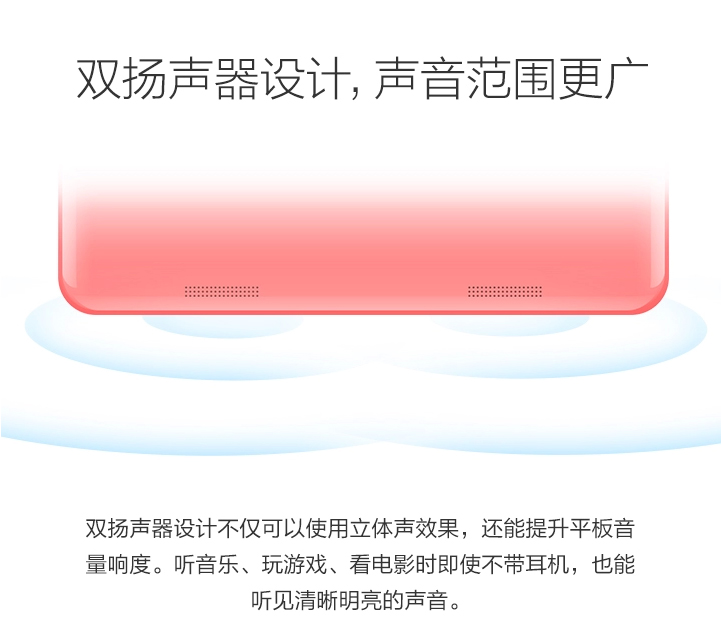 双扬声器设计, 声音范围更广
双扬声器设计不仅可以使用立体声效果，还能提升平板音
量响度。听音乐、玩游戏、看电影时即使不带耳机，也能
听见清晰明亮的声音。